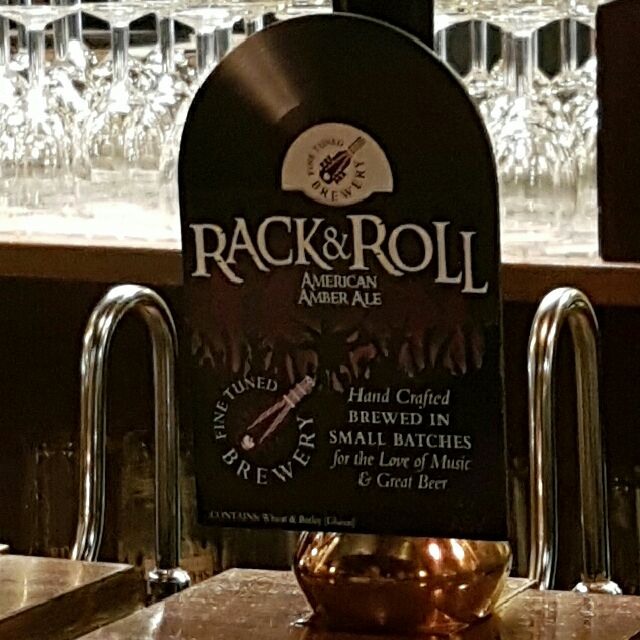 FINE TUNED
BREWERY
RACK & ROLL
AMERICAN
AMBER ALE
FINE TUNED
BREWERY
Hand Crafted
BREWED IN
SMALL BATCHES
for the Love of Music
& Great Beer
CONTAINS Wheat & Barley (Gluten)